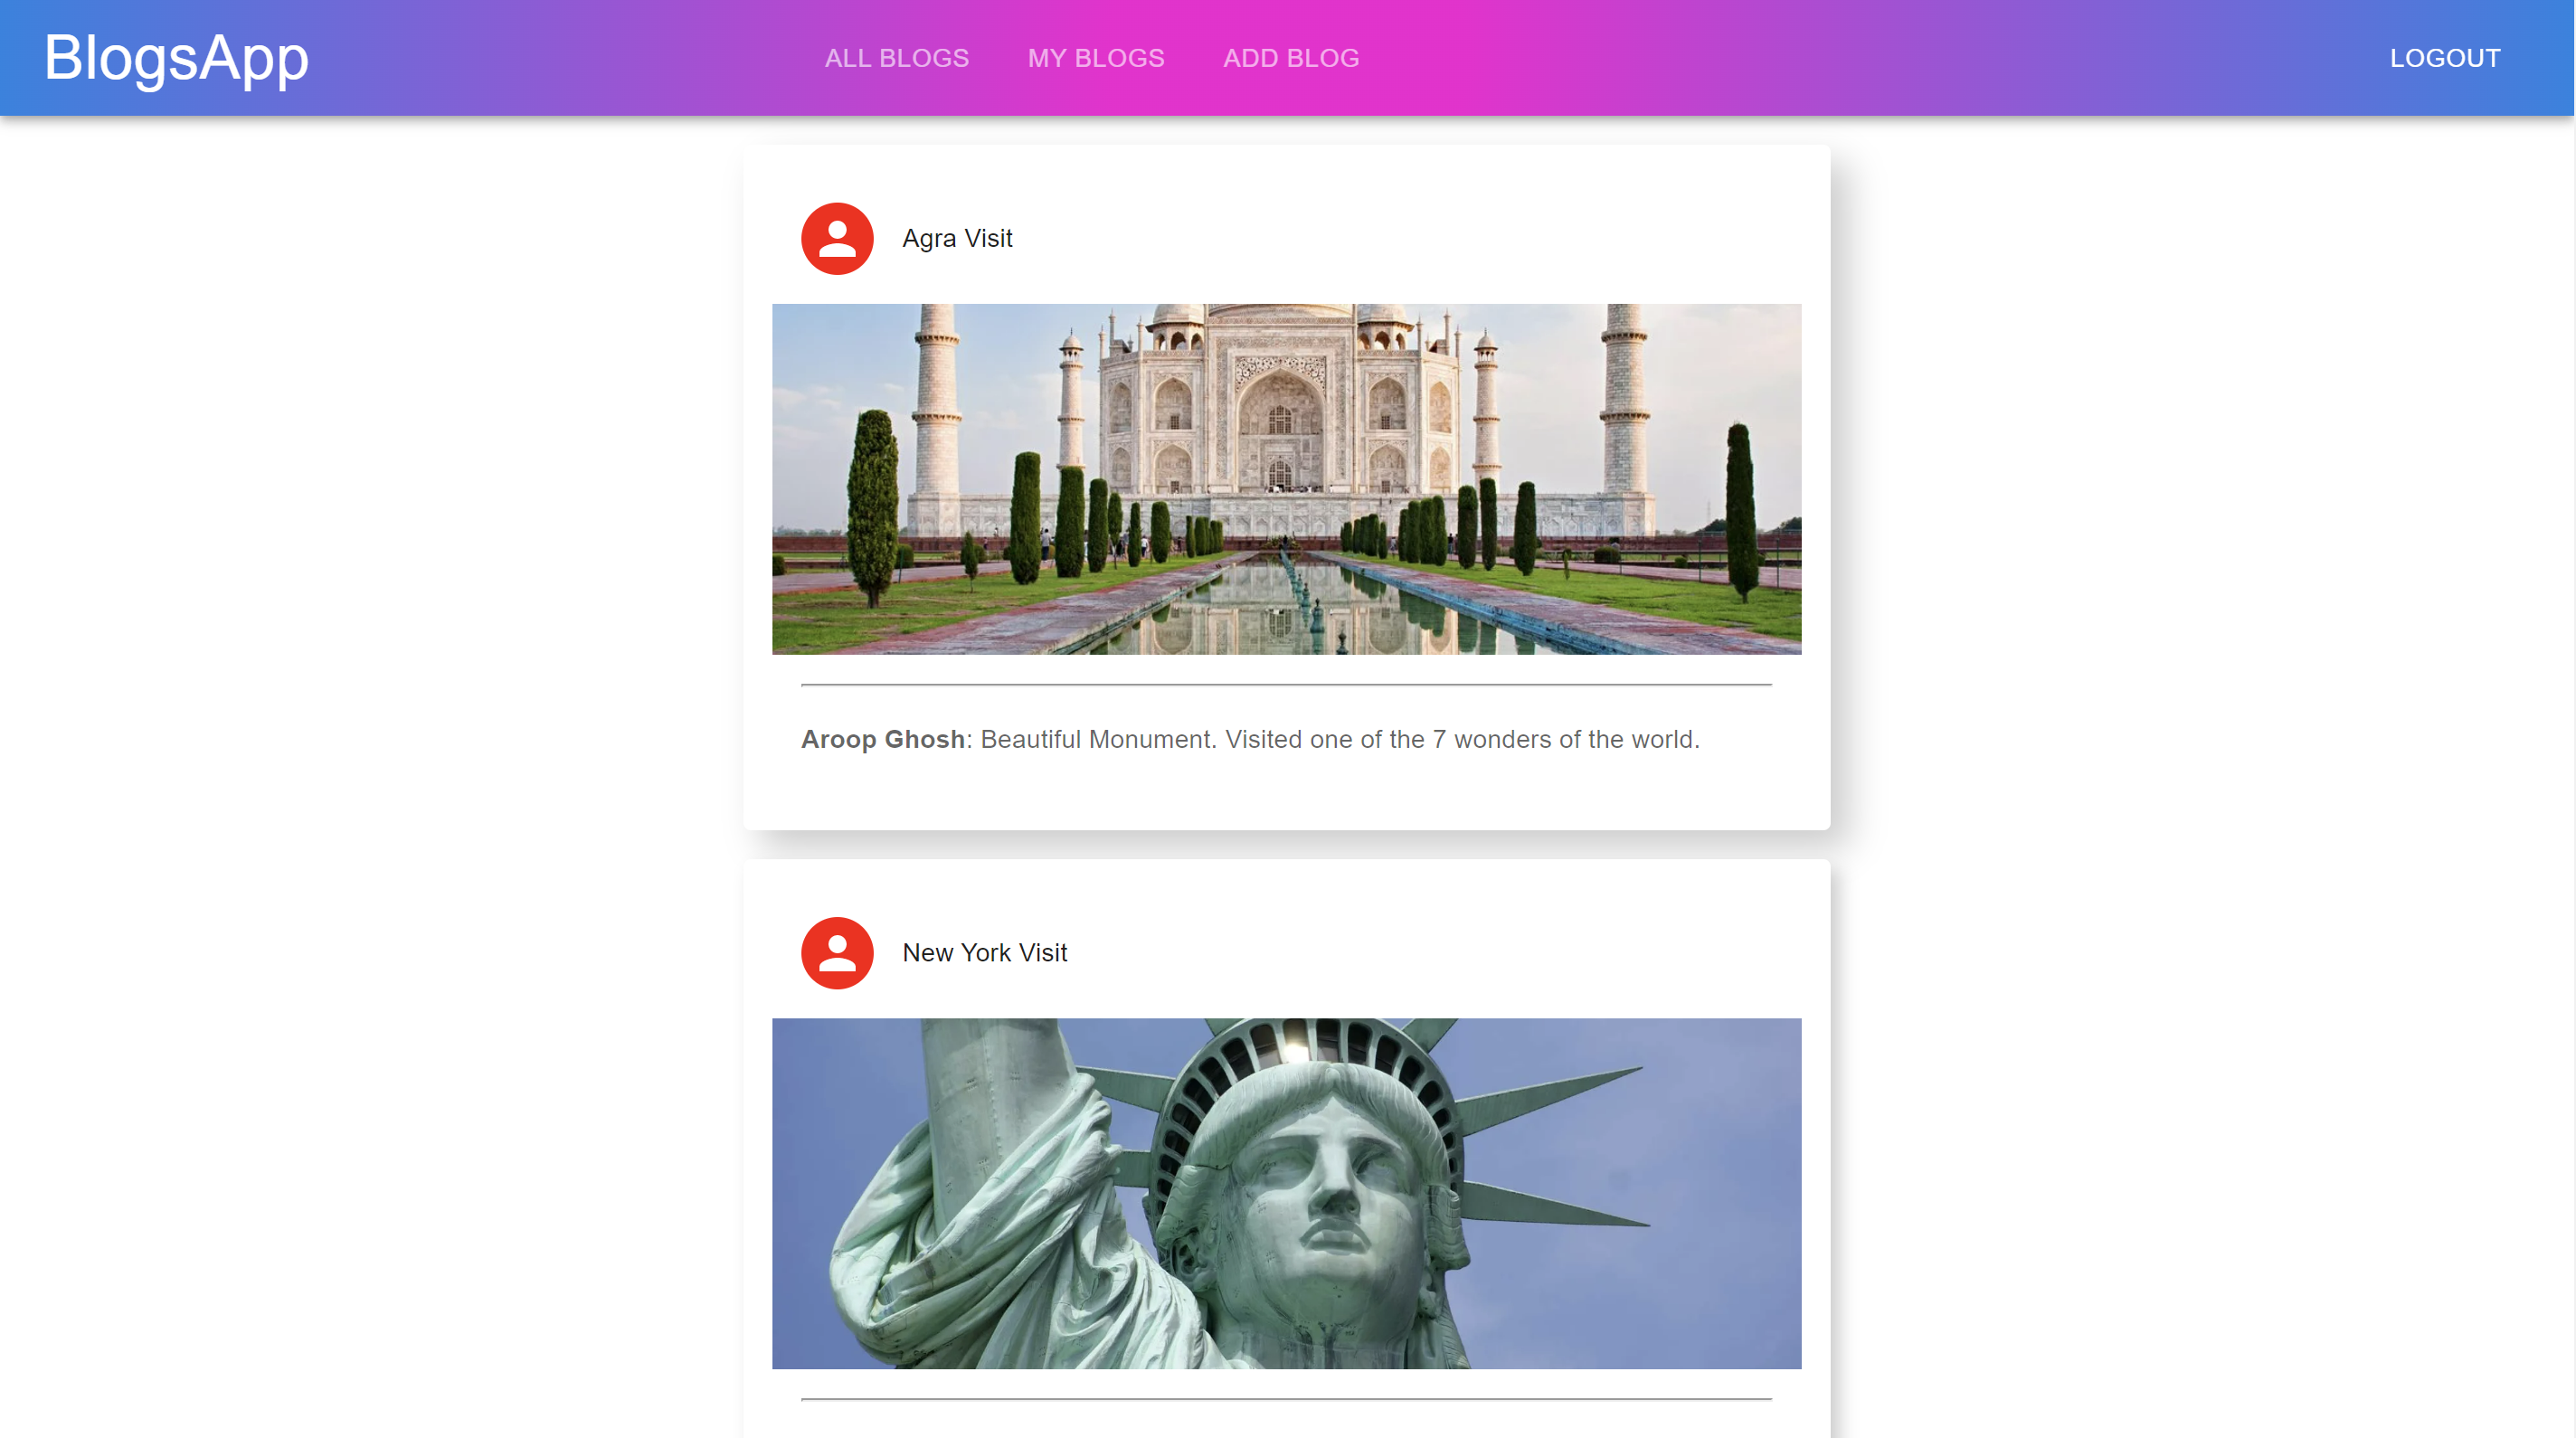 BlogsApp
ALL BLOGS
MY BLOGS
ADD BLOG
LOGOUT
Agra Visit
Aroop Ghosh: Beautiful Monument. Visited one of the 7 wonders of the world.
New York Visit